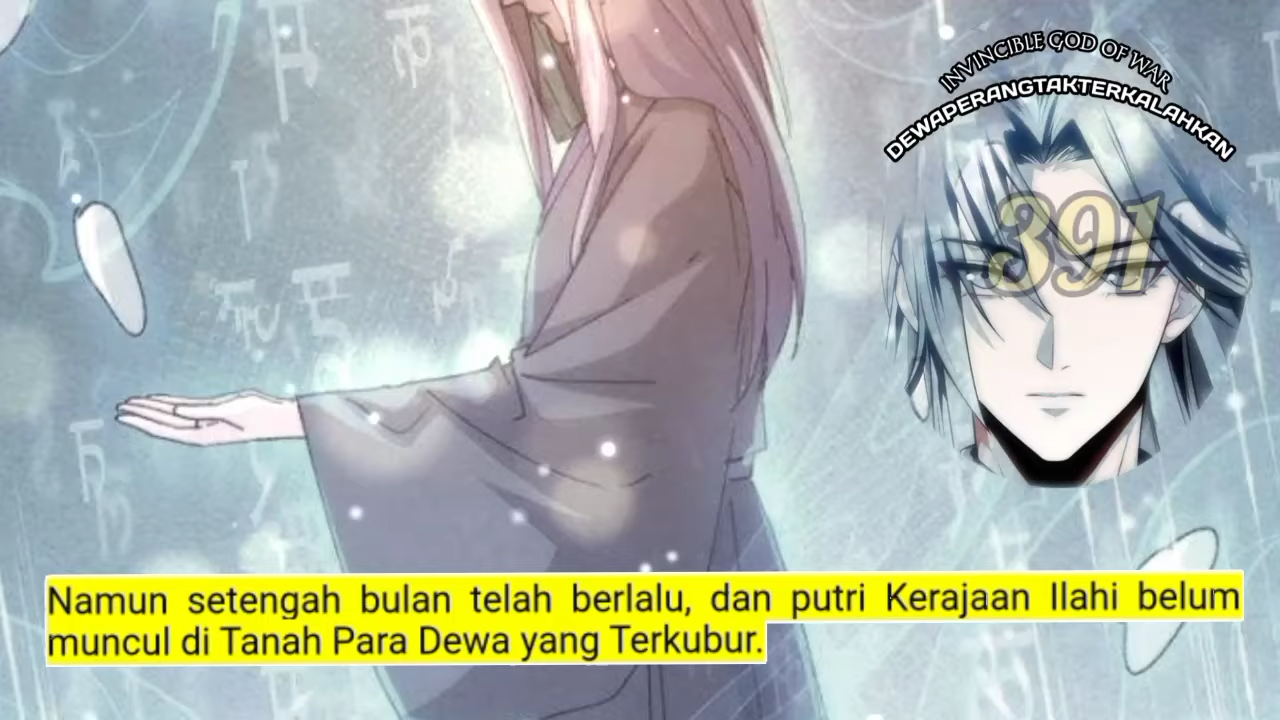 INVINCIBLE GOD OF WAR
DEWAPERANGTAKTERKALAHKAN
391
Namun setengah bulan telah berlalu, dan putri Kerajaan Ilahi belum
muncul di Tanah Para Dewa yang Terkubur.